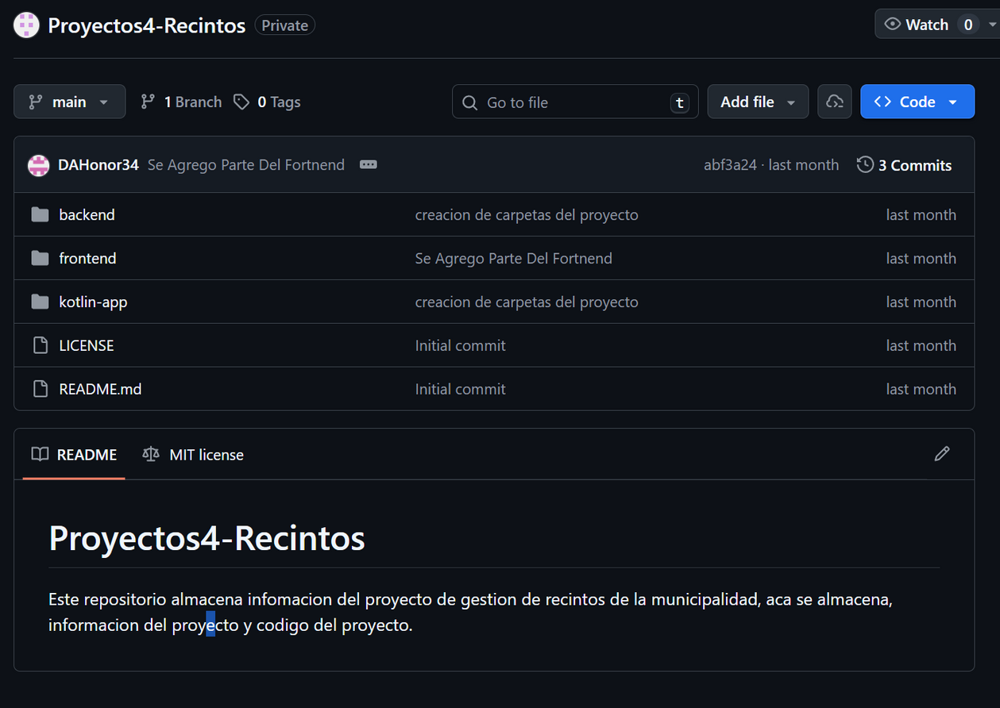 Proyectos4-Recintos Private Watch 0
main 1 Branch 0 Tags Go to file t Add file Code
DAHonor34 Se Agrego Parte Del Fortnend abf3a24 · last month 3 Commits
backend creacion de carpetas del proyecto last month
frontend Se Agrego Parte Del Fortnend last month
kotlin-app creacion de carpetas del proyecto last month
LICENSE Initial commit last month
README.md Initial commit last month
README MIT license
Proyectos4-Recintos
Este repositorio almacena infomacion del proyecto de gestion de recintos de la municipalidad, aca se almacena,
informacion del proyecto y codigo del proyecto.